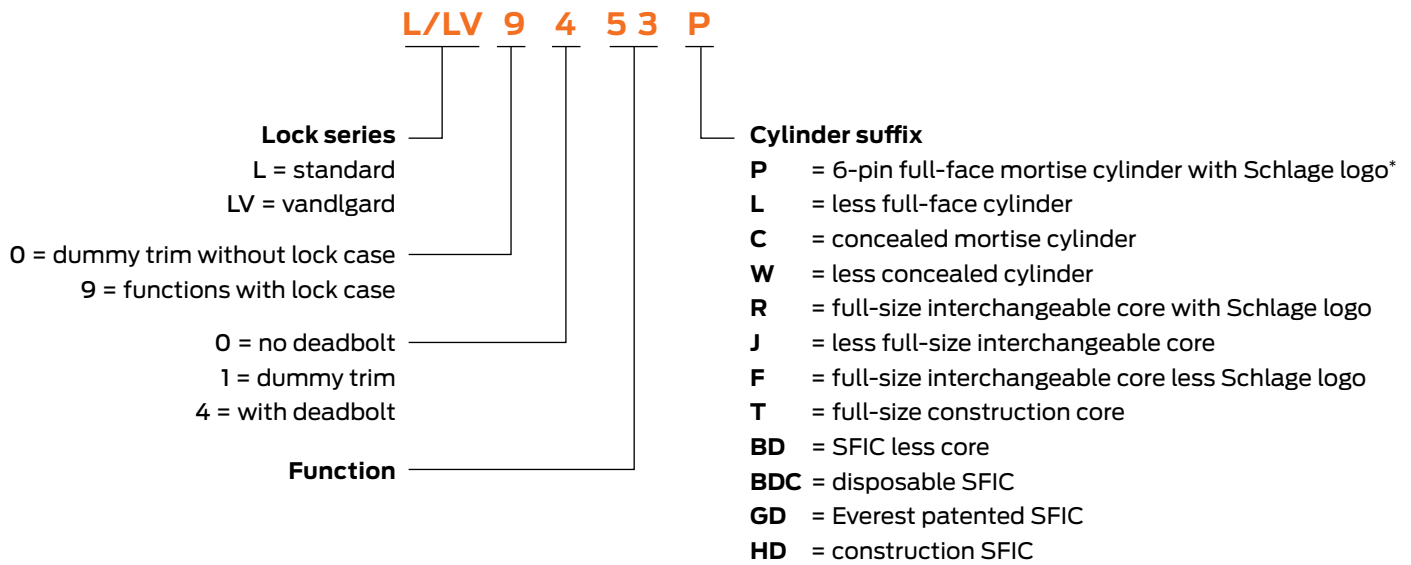 L/LV 9 4 5 3 P
Lock series
L = standard
LV = vandlgard
0 = dummy trim without lock case
9 = functions with lock case
0 = no deadbolt
1 = dummy trim
4 = with deadbolt
Function
Cylinder suffix
P = 6-pin full-face mortise cylinder with Schlage logo*
L = less full-face cylinder
C = concealed mortise cylinder
W = less concealed cylinder
R = full-size interchangeable core with Schlage logo
J = less full-size interchangeable core
F = full-size interchangeable core less Schlage logo
T = full-size construction core
BD = SFIC less core
BDC = disposable SFIC
GD = Everest patented SFIC
HD = construction SFIC